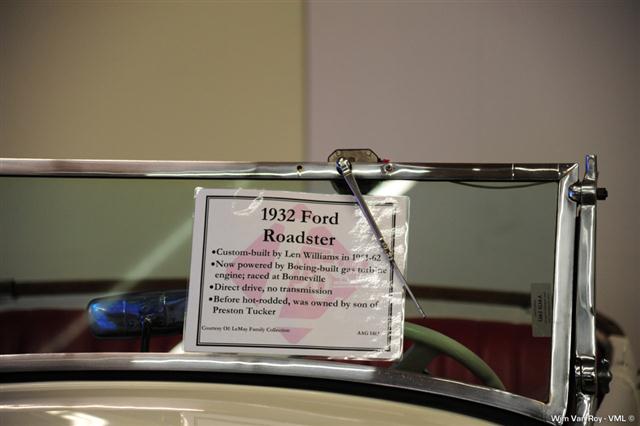 1932 Ford
Roadster
•Custom-built by Len Williams in 1961-62
•Now powered by Boeing-built gas turbine
engine; raced at Bonneville
•Direct drive, no transmission
•Before hot-rodded, was owned by son of
Preston Tucker
Courtesy Of: LeMay Family Collection
Wim Van Roy - VML ©